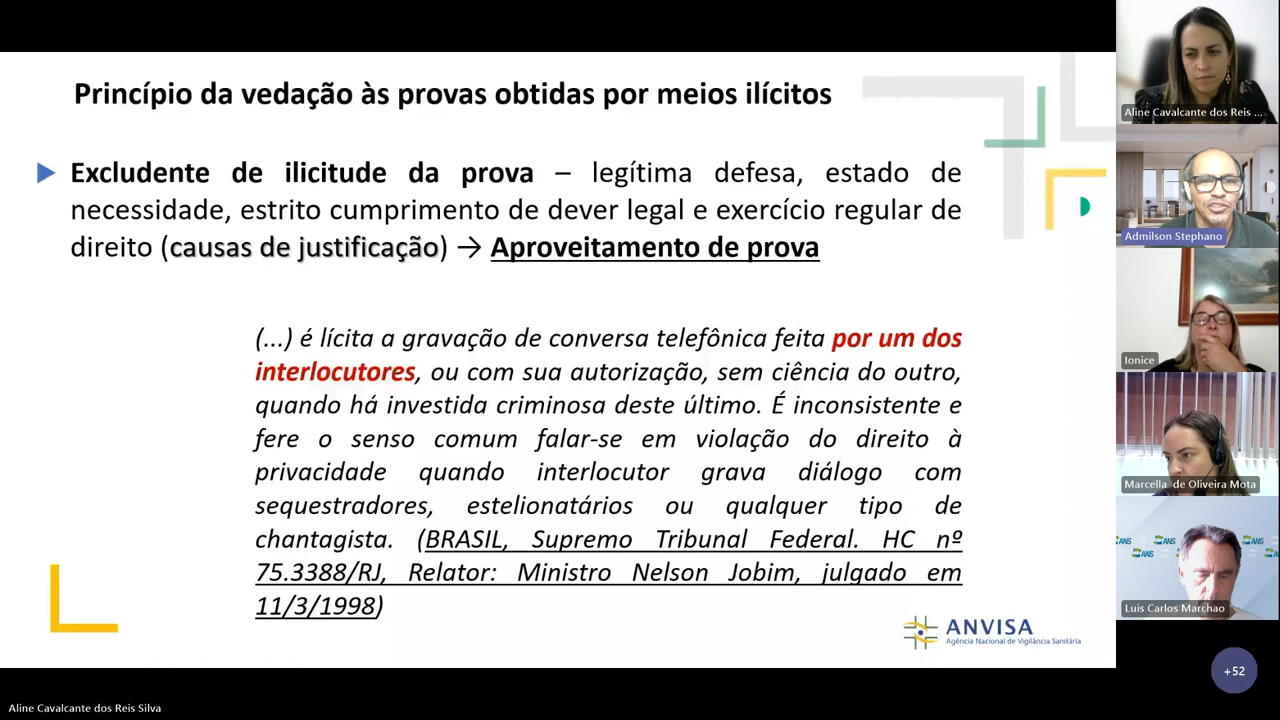 Princípio da vedação às provas obtidas por meios ilícitos
Excludente de ilicitude da prova – legítima defesa, estado de
necessidade, estrito cumprimento de dever legal e exercício regular de
direito (causas de justificação) → Aproveitamento de prova
(...) é lícita a gravação de conversa telefônica feita por um dos
interlocutores, ou com sua autorização, sem ciência do outro,
quando há investida criminosa deste último. É inconsistente e
fere o senso comum falar-se em violação do direito à
privacidade quando interlocutor grava diálogo com
sequestradores, estelionatários ou qualquer tipo de
chantagista. (BRASIL, Supremo Tribunal Federal. HC nº
75.3388/RJ, Relator: Ministro Nelson Jobim, julgado em
11/3/1998)
ANVISA
Agência Nacional de Vigilância Sanitária
Aline Cavalcante dos Reis ...
Admilson Stephano
Ionice
Marcella de Oliveira Mota
ANS
ANS
ANS
ANS
Luis Carlos Marchao
+52
Aline Cavalcante dos Reis Silva